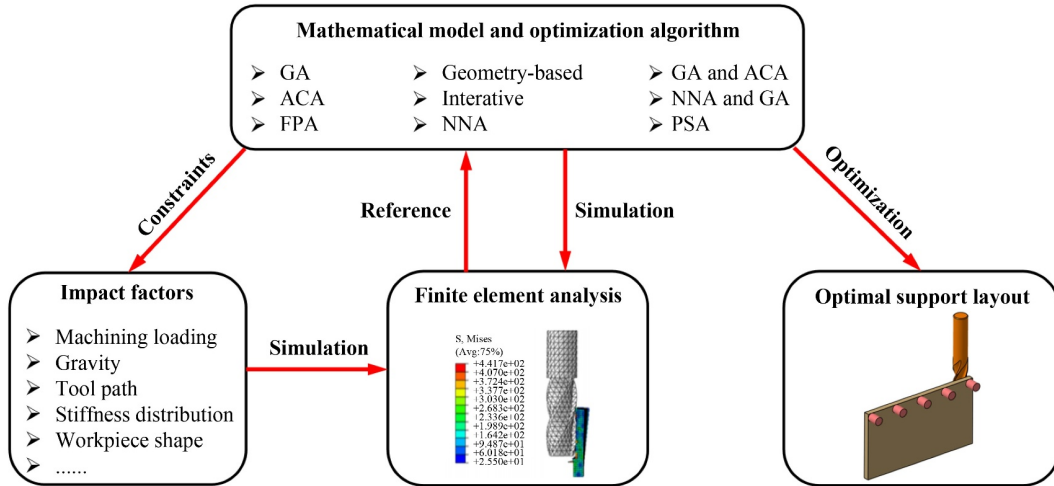 Mathematical model and optimization algorithm
➢ GA
➢ ACA
➢ FPA
➢ Geometry-based
➢ Interative
➢ NNA
➢ GA and ACA
➢ NNA and GA
➢ PSA
Constraints
Reference
Simulation
Optimization
Impact factors
➢ Machining loading
➢ Gravity
➢ Tool path
➢ Stiffness distribution
➢ Workpiece shape
➢ ......
Simulation
Finite element analysis
S, Mises
(Avg:75%)
+4.417e+02
+4.070e+02
+3.724e+02
+3.377e+02
+3.030e+02
+2.683e+02
+2.336e+02
+1.989e+02
+1.642e+02
+9.487e+01
+6.018e+01
+2.550e+01
Optimal support layout